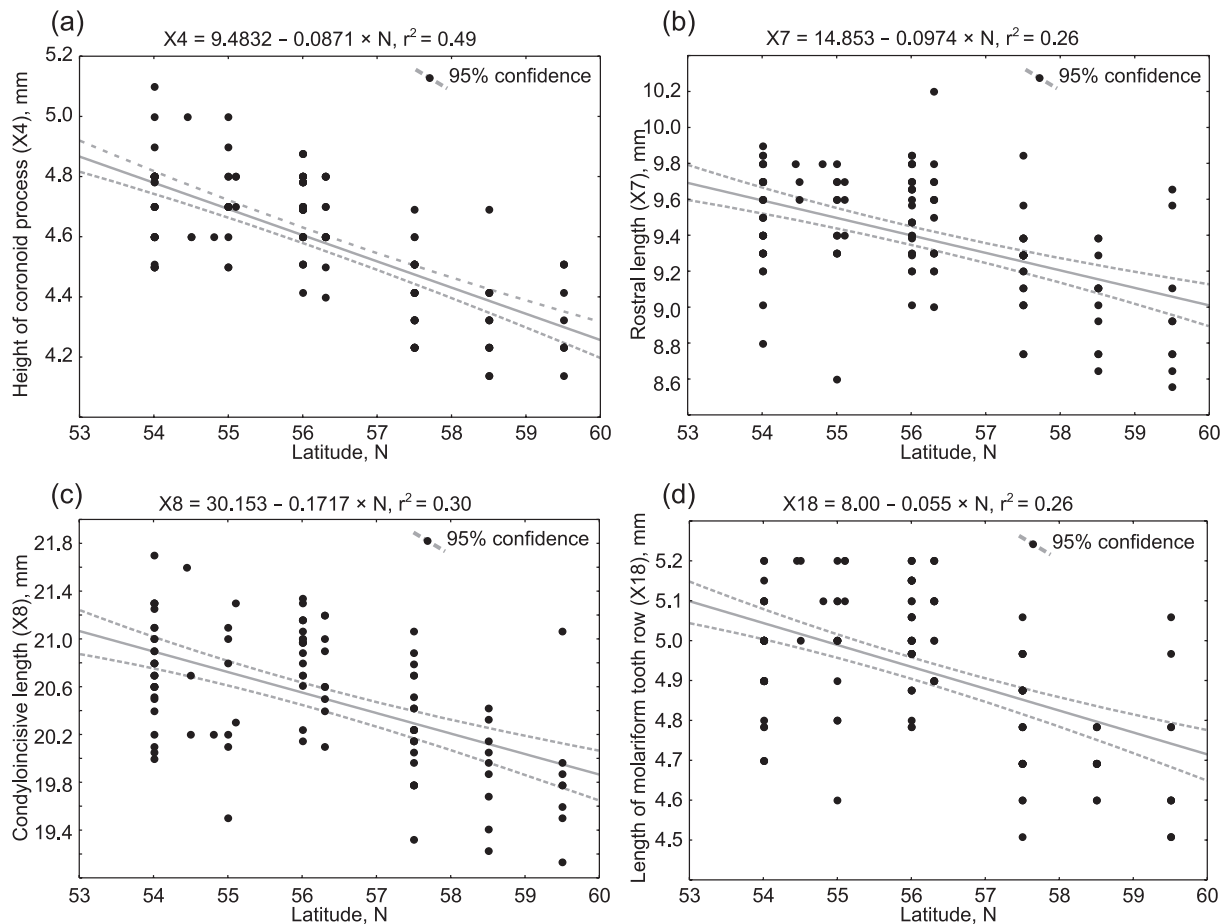 (a)
X4 = 9.4832 – 0.0871 × N, r² = 0.49
95% confidence
Height of coronoid process (X4), mm
5.2
5.0
4.8
4.6
4.4
4.2
53 54 55 56 57 58 59 60
Latitude, N
(b)
X7 = 14.853 – 0.0974 × N, r² = 0.26
95% confidence
Rostral length (X7), mm
10.2
10.0
9.8
9.6
9.4
9.2
9.0
8.8
8.6
53 54 55 56 57 58 59 60
Latitude, N
(c)
X8 = 30.153 – 0.1717 × N, r² = 0.30
95% confidence
Condyloincisive length (X8), mm
21.8
21.4
21.0
20.6
20.2
19.8
19.4
53 54 55 56 57 58 59 60
Latitude, N
(d)
X18 = 8.00 – 0.055 × N, r² = 0.26
95% confidence
Length of molariform tooth row (X18), mm
5.2
5.1
5.0
4.9
4.8
4.7
4.6
4.5
53 54 55 56 57 58 59 60
Latitude, N